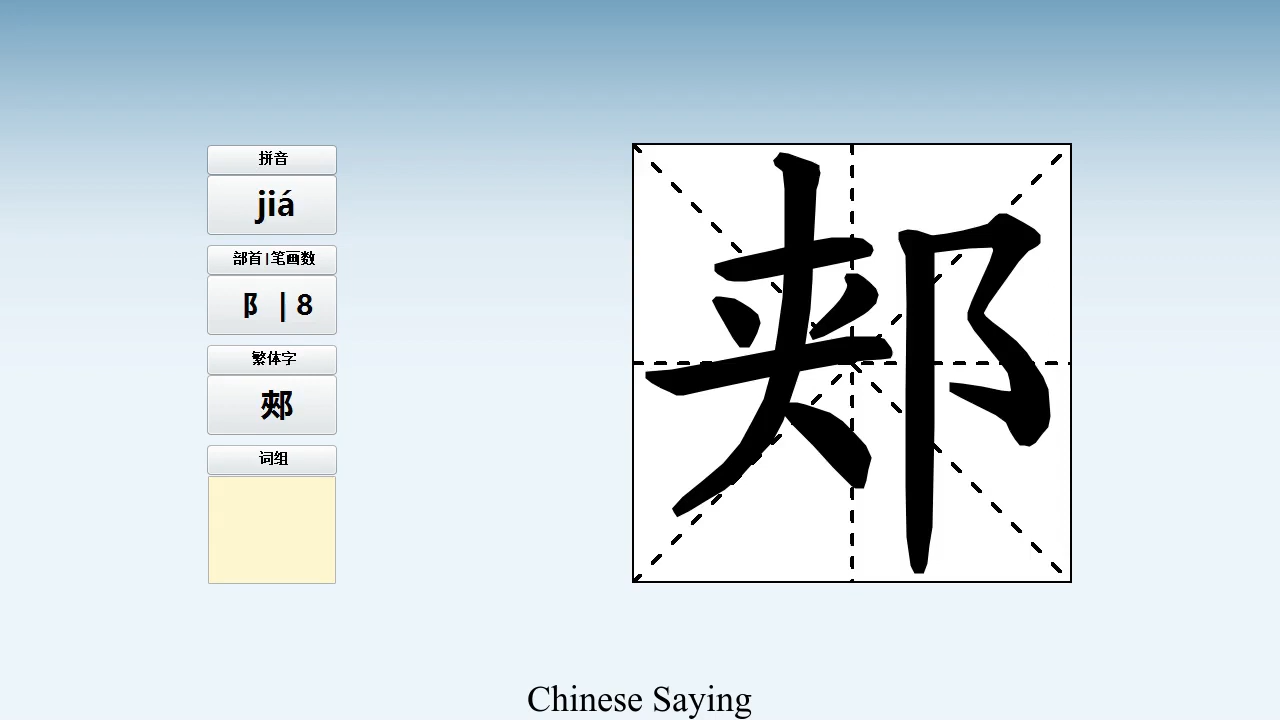 拼音
jiá
部首|笔画数
阝 | 8
繁体字
郟
词组
郏
Chinese Saying